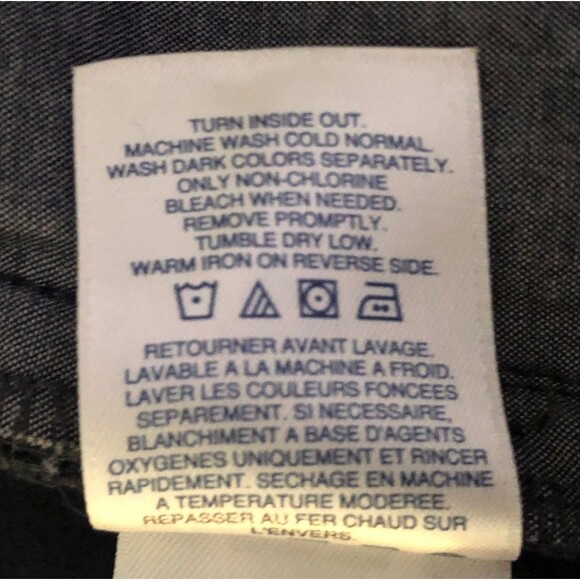 TURN INSIDE OUT.
MACHINE WASH COLD NORMAL.
WASH DARK COLORS SEPARATELY.
ONLY NON-CHLORINE
BLEACH WHEN NEEDED.
REMOVE PROMPTLY.
TUMBLE DRY LOW.
WARM IRON ON REVERSE SIDE.
RETOURNER AVANT LAVAGE.
LAVABLE A LA MACHINE A FROID.
LAVER LES COULEURS FONCEES
SEPAREMENT. SI NECESSAIRE,
BLANCHIMENT A BASE D'AGENTS
OXYGENES UNIQUEMENT ET RINCER
RAPIDEMENT. SECHAGE EN MACHINE
A TEMPERATURE MODEREE.
REPASSER AU FER CHAUD SUR
L'ENVERS.